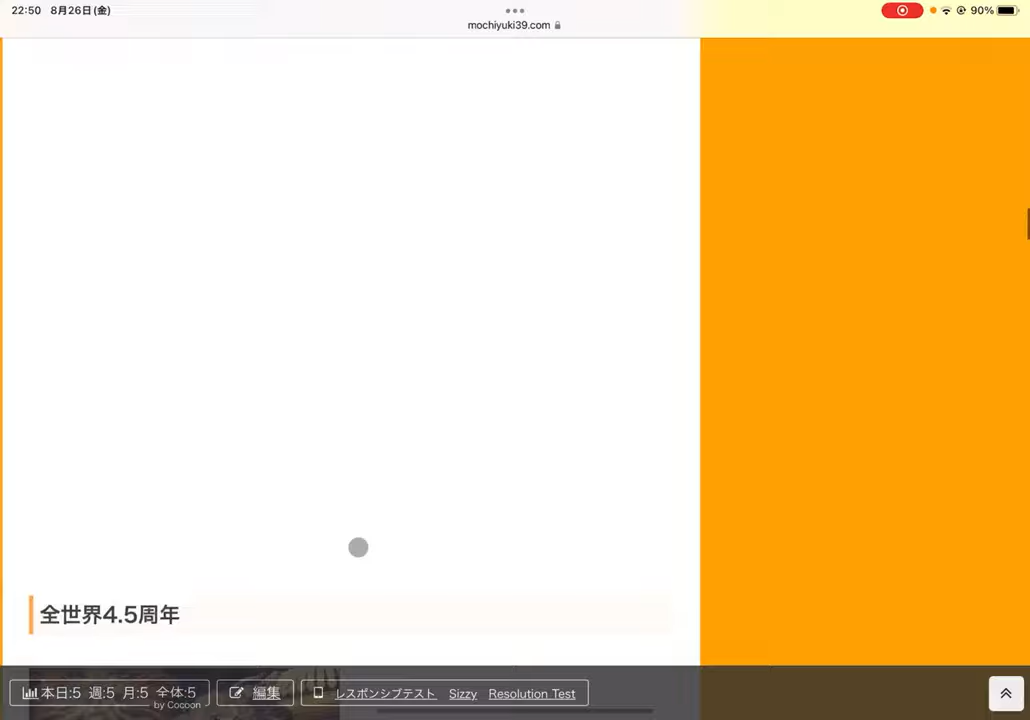 22:50 8月26日(金)
90%
mochiyuki39.com
全世界4.5周年
本日:5 週:5 月:5 全体:5
by Cocoon
編集
レスポンシブテスト Sizzy Resolution Test